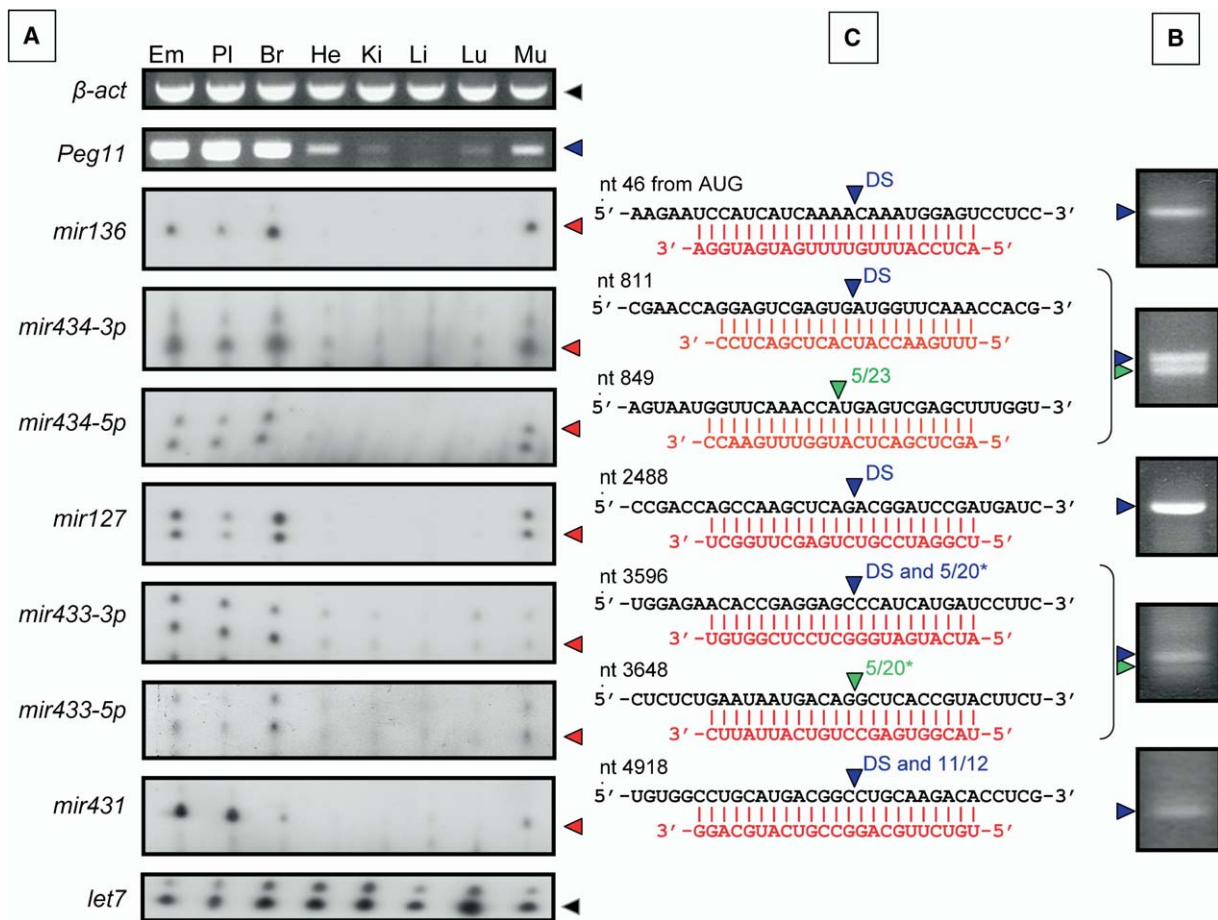 A
C
B
Em Pl Br He Ki Li Lu Mu
β-act
Peg11
mir136
mir434-3p
mir434-5p
mir127
mir433-3p
mir433-5p
mir431
let7
nt 46 from AUG
DS
5′-AAGAAUCCAUCAUCAAAACAAAUGGAGUCCUCC-3′
3′-AGGUAGUAGUUUUGUUUACCUCA-5′
nt 811
DS
5′-CGAACCAGGAGUCGAGUGAUGGUUCAAACCACG-3′
3′-CCUCAGCUCACUACCAAGUUU-5′
nt 849
5/23
5′-AGUAAUGGUUCAAACCAUGAGUCGAGCUUUGGU-3′
3′-CCAAGUUUGGUACUCAGCUCGA-5′
nt 2488
DS
5′-CCGACCAGCCAAGCUCAGACGGAUCCGAUGAUC-3′
3′-UCGGUUCGAGUCUGCCUAGGCU-5′
nt 3596
DS and 5/20*
5′-UGGAGAACACCGAGGAGCCCAUCAUGAUCCUUC-3′
3′-UGUGGCUCCUCGGGUAGUACUA-5′
nt 3648
5/20*
5′-CUCUCUGAAUAAUGACAGGCUCACCGUACUUCU-3′
3′-CUUAUUACUGUCCGAGUGGCAU-5′
nt 4918
DS and 11/12
5′-UGUGGCCUGCAUGACGGCCUGCAAGACACCUCG-3′
3′-GGACGUACUGCCGGACGUUCUGU-5′